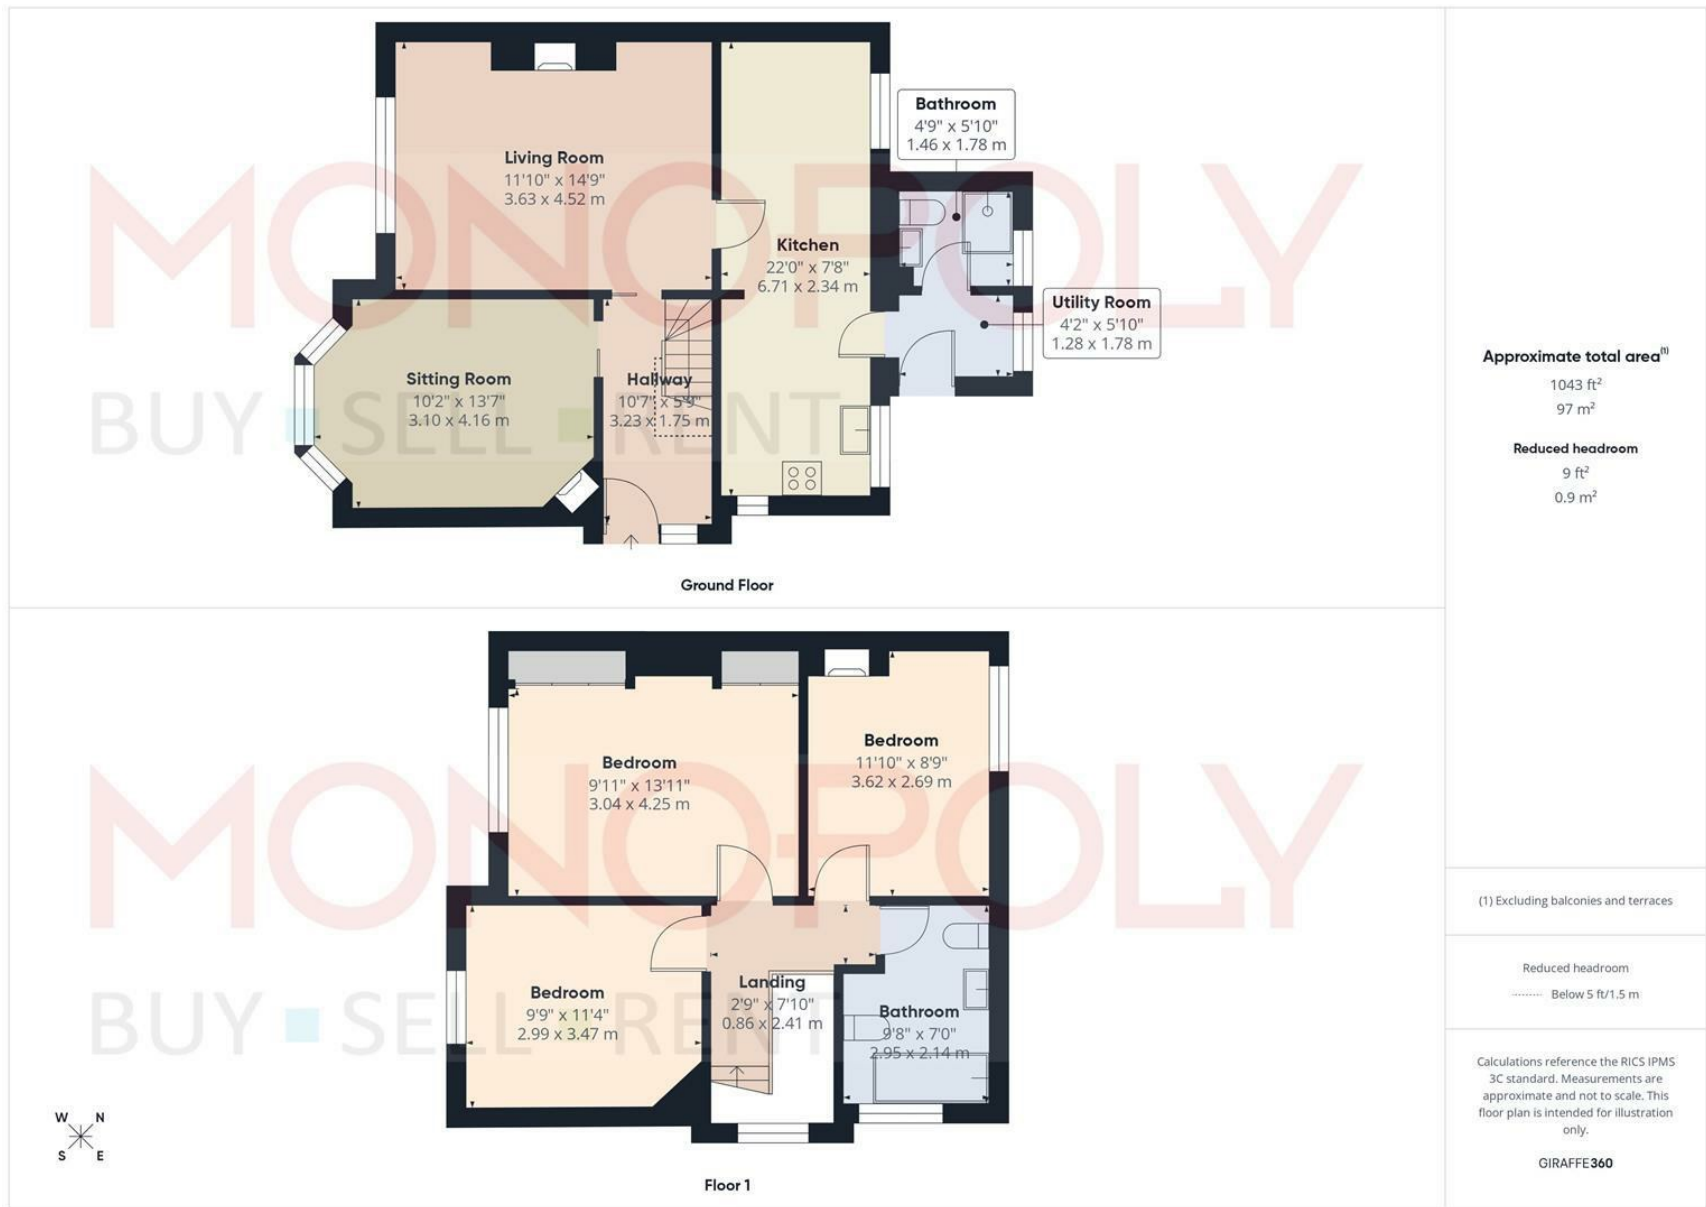 Living Room
11'10" x 14'9"
3.63 x 4.52 m
Kitchen
22'0" x 7'8"
6.71 x 2.34 m
Bathroom
4'9" x 5'10"
1.46 x 1.78 m
Utility Room
4'2" x 5'10"
1.28 x 1.78 m
Sitting Room
10'2" x 13'7"
3.10 x 4.16 m
Hallway
10'7" x 5'9"
3.23 x 1.75 m
MONOPOLY
BUY SELL RENT
Ground Floor
Bedroom
9'11" x 13'11"
3.04 x 4.25 m
Bedroom
11'10" x 8'9"
3.62 x 2.69 m
Bedroom
9'9" x 11'4"
2.99 x 3.47 m
Landing
2'9" x 7'10"
0.86 x 2.41 m
Bathroom
9'8" x 7'0"
2.95 x 2.14 m
MONOPOLY
BUY SELL RENT
W N
S E
Floor 1
Approximate total area(1)
1043 ft²
97 m²
Reduced headroom
9 ft²
0.9 m²
(1) Excluding balconies and terraces
Reduced headroom
Below 5 ft/1.5 m
Calculations reference the RICS IPMS
3C standard. Measurements are
approximate and not to scale. This
floor plan is intended for illustration
only.
GIRAFFE360